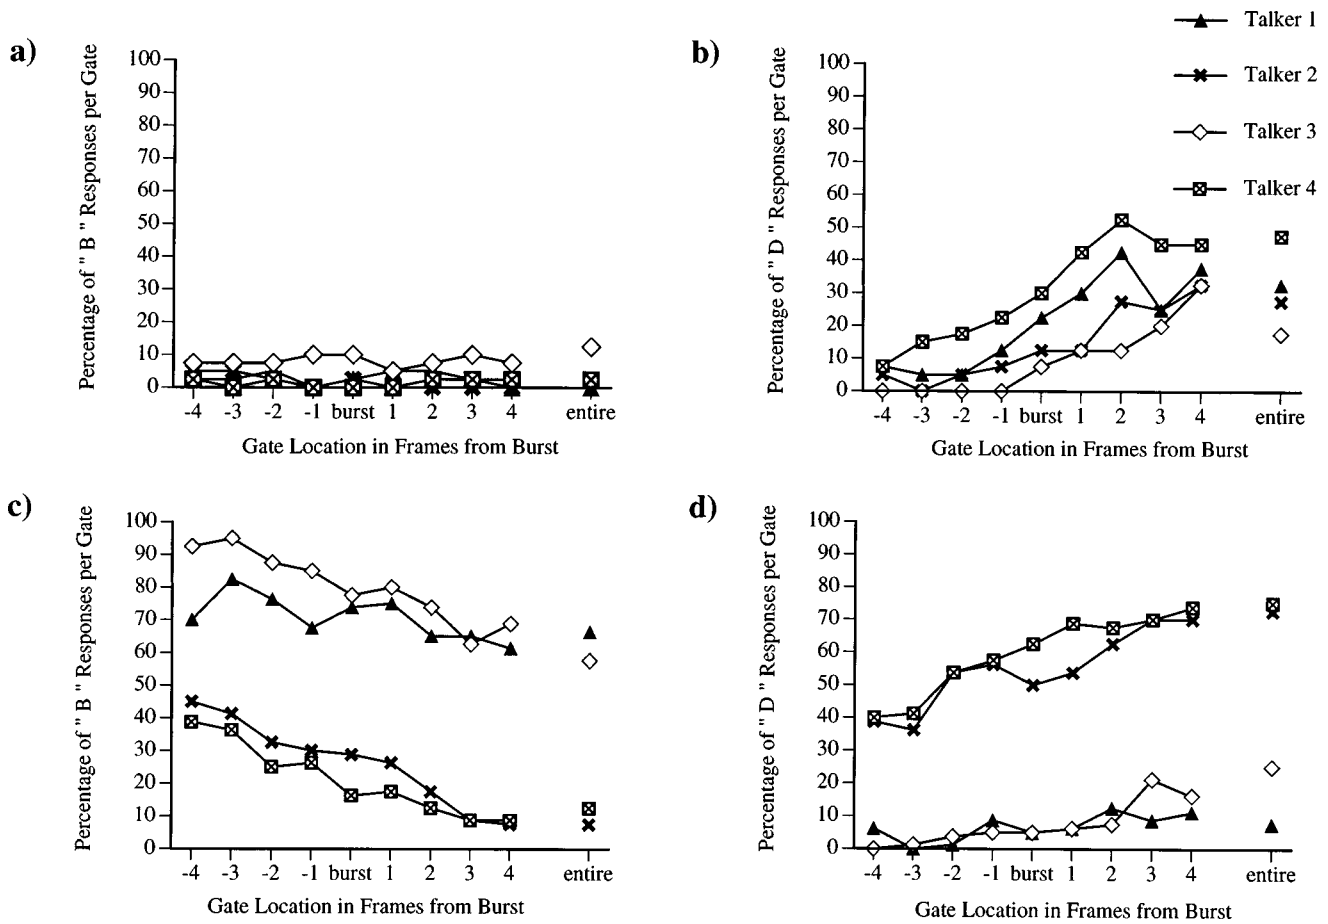 a)
Percentage of " B " Responses per Gate
100
90
80
70
60
50
40
30
20
10
0
-4 -3 -2 -1 burst 1 2 3 4 entire
Gate Location in Frames from Burst
b)
Percentage of " D " Responses per Gate
100
90
80
70
60
50
40
30
20
10
0
-4 -3 -2 -1 burst 1 2 3 4 entire
Gate Location in Frames from Burst
Talker 1
Talker 2
Talker 3
Talker 4
c)
Percentage of " B " Responses per Gate
100
90
80
70
60
50
40
30
20
10
0
-4 -3 -2 -1 burst 1 2 3 4 entire
Gate Location in Frames from Burst
d)
Percentage of " D " Responses per Gate
100
90
80
70
60
50
40
30
20
10
0
-4 -3 -2 -1 burst 1 2 3 4 entire
Gate Location in Frames from Burst